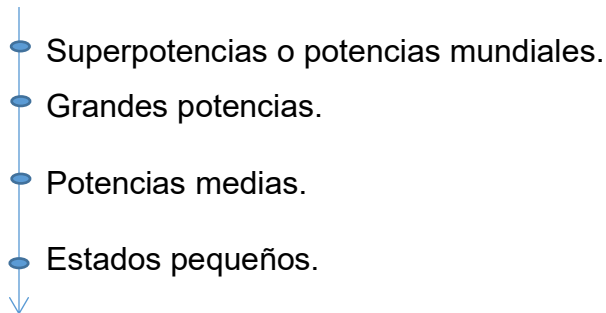 Superpotencias o potencias mundiales.
Grandes potencias.
Potencias medias.
Estados pequeños.